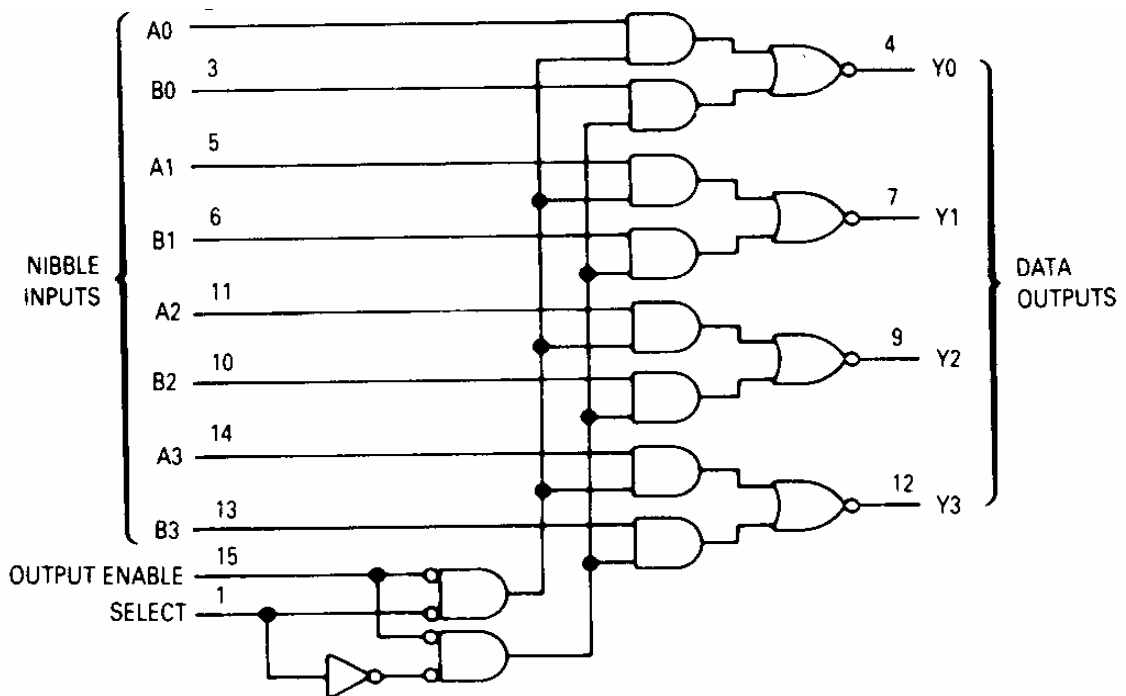 A0
3
B0
5
A1
6
B1
11
A2
10
B2
14
A3
13
B3
NIBBLE
INPUTS
15
OUTPUT ENABLE
1
SELECT
4
Y0
7
Y1
9
Y2
12
Y3
DATA
OUTPUTS